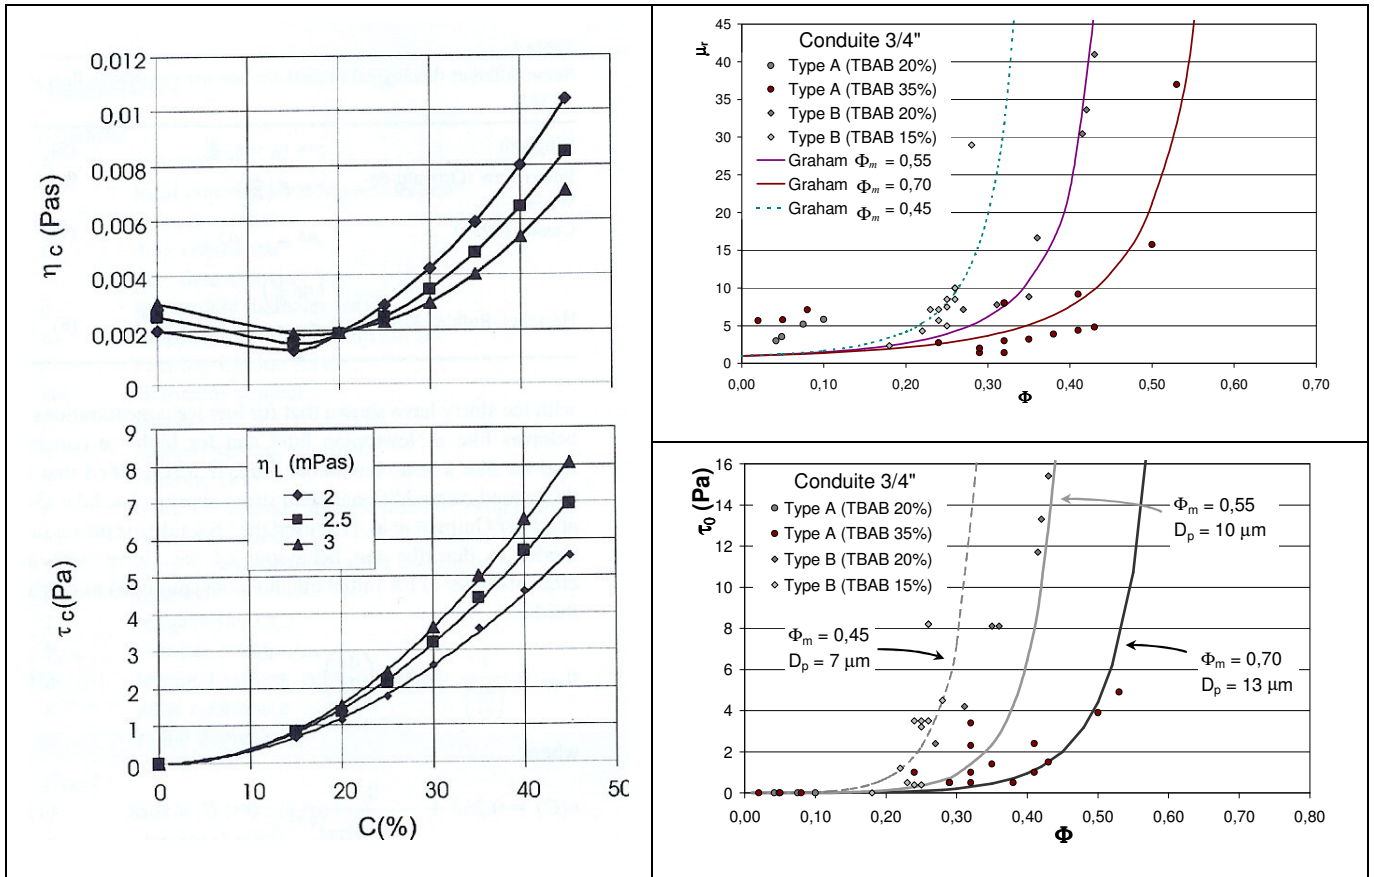 0,012
0,01
0,008
0,006
0,004
0,002
0
η C (Pas)
9
8
7
6
5
4
3
2
1
0
τ C(Pa)
η L (mPas)
2
2.5
3
0
10
20
30
40
50
C(%)
45
40
35
30
25
20
15
10
5
0
μr
Conduite 3/4"
Type A (TBAB 20%)
Type A (TBAB 35%)
Type B (TBAB 20%)
Type B (TBAB 15%)
Graham Φm = 0,55
Graham Φm = 0,70
Graham Φm = 0,45
0,00
0,10
0,20
0,30
0,40
0,50
0,60
0,70
Φ
16
14
12
10
8
6
4
2
0
τ0 (Pa)
Conduite 3/4"
Type A (TBAB 20%)
Type A (TBAB 35%)
Type B (TBAB 20%)
Type B (TBAB 15%)
Φm = 0,55
Dp = 10 μm
Φm = 0,45
Dp = 7 μm
Φm = 0,70
Dp = 13 μm
0,00
0,10
0,20
0,30
0,40
0,50
0,60
0,70
0,80
Φ